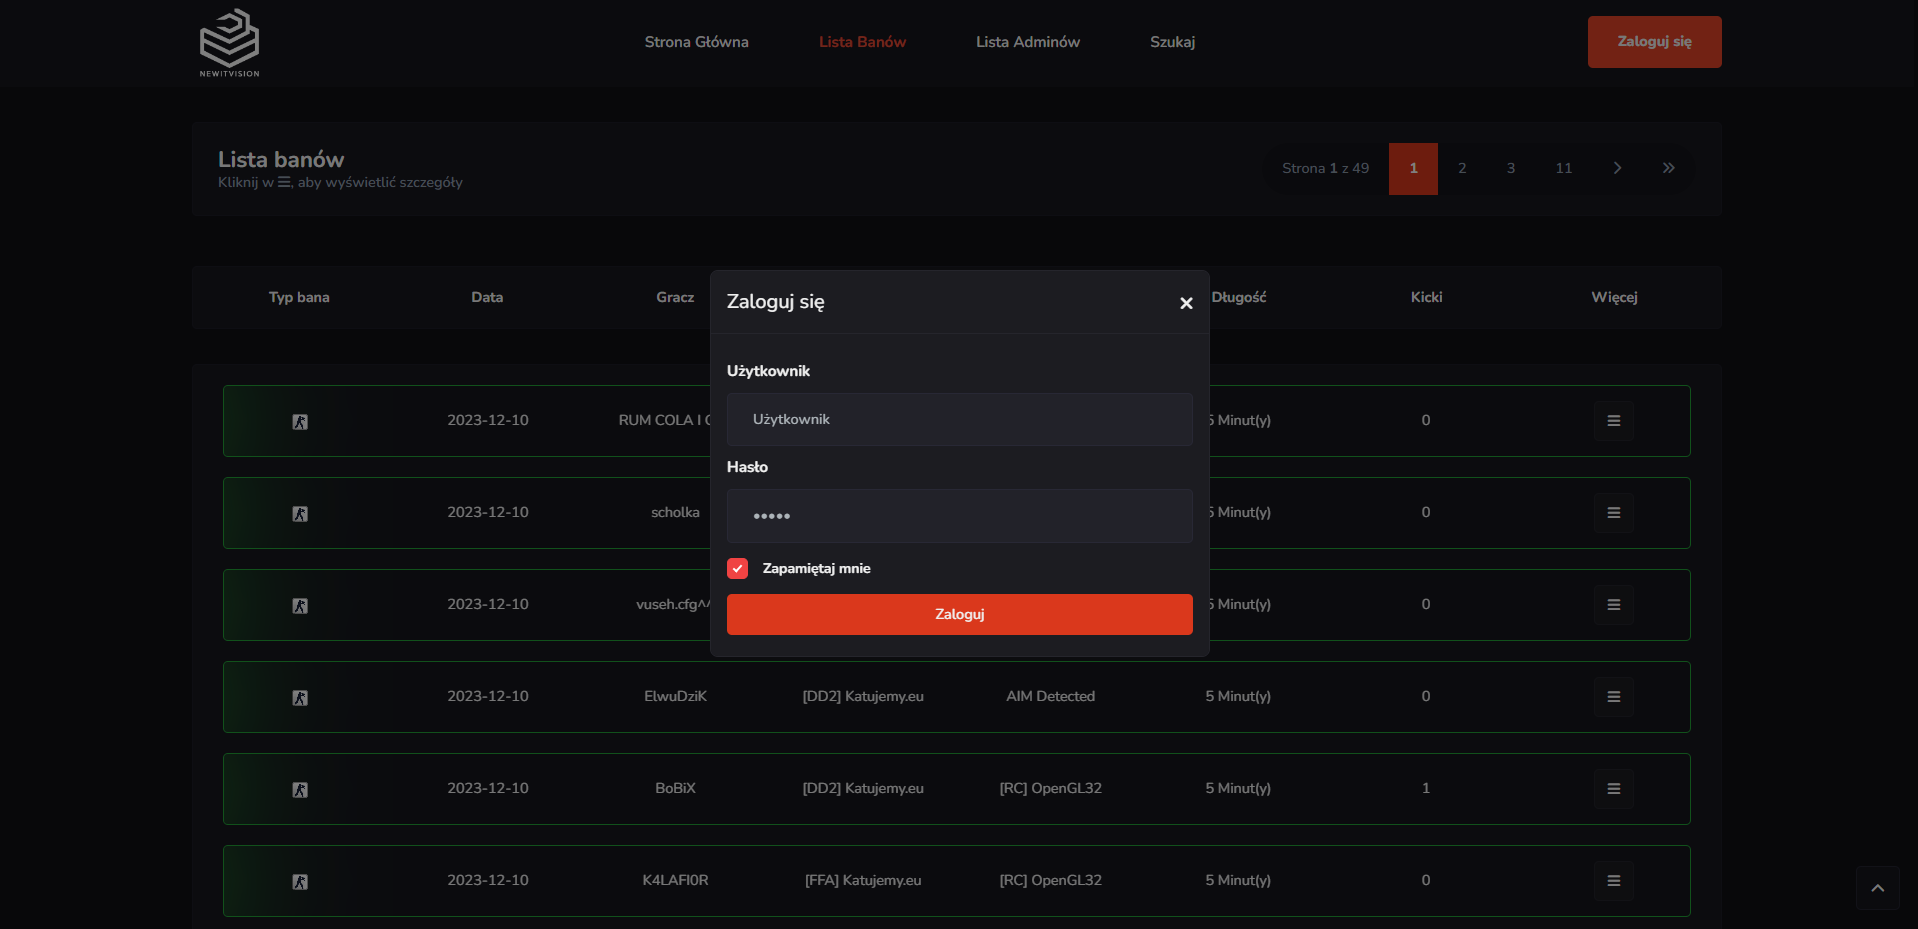 NEWITVISION
Strona Główna
Lista Banów
Lista Adminów
Szukaj
Zaloguj się
Lista banów
Kliknij w ☰, aby wyświetlić szczegóły
Strona 1 z 49
1
2
3
11
Typ bana
Data
Gracz
Długość
Kicki
Więcej
Zaloguj się
Użytkownik
Użytkownik
Hasło
•••••
Zapamiętaj mnie
Zaloguj
2023-12-10
RUM COLA I
5 Minut(y)
0
2023-12-10
scholka
5 Minut(y)
0
2023-12-10
vuseh.cfg^^
5 Minut(y)
0
2023-12-10
ElwuDziK
[DD2] Katujemy.eu
AIM Detected
5 Minut(y)
0
2023-12-10
BoBiX
[DD2] Katujemy.eu
[RC] OpenGL32
5 Minut(y)
1
2023-12-10
K4LAFI0R
[FFA] Katujemy.eu
[RC] OpenGL32
5 Minut(y)
0